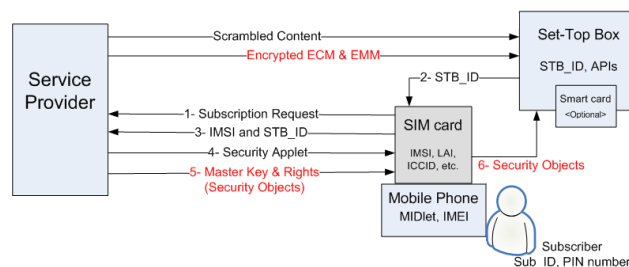 Scrambled Content
Encrypted ECM & EMM
Set-Top Box
STB_ID, APIs
Smart card
<Optional>
Service
Provider
2- STB_ID
1- Subscription Request
3- IMSI and STB_ID
4- Security Applet
5- Master Key & Rights
(Security Objects)
SIM card
IMSI, LAI,
ICCID, etc.
6- Security Objects
Mobile Phone
MIDlet, IMEI
Subscriber
Sub_ID, PIN number